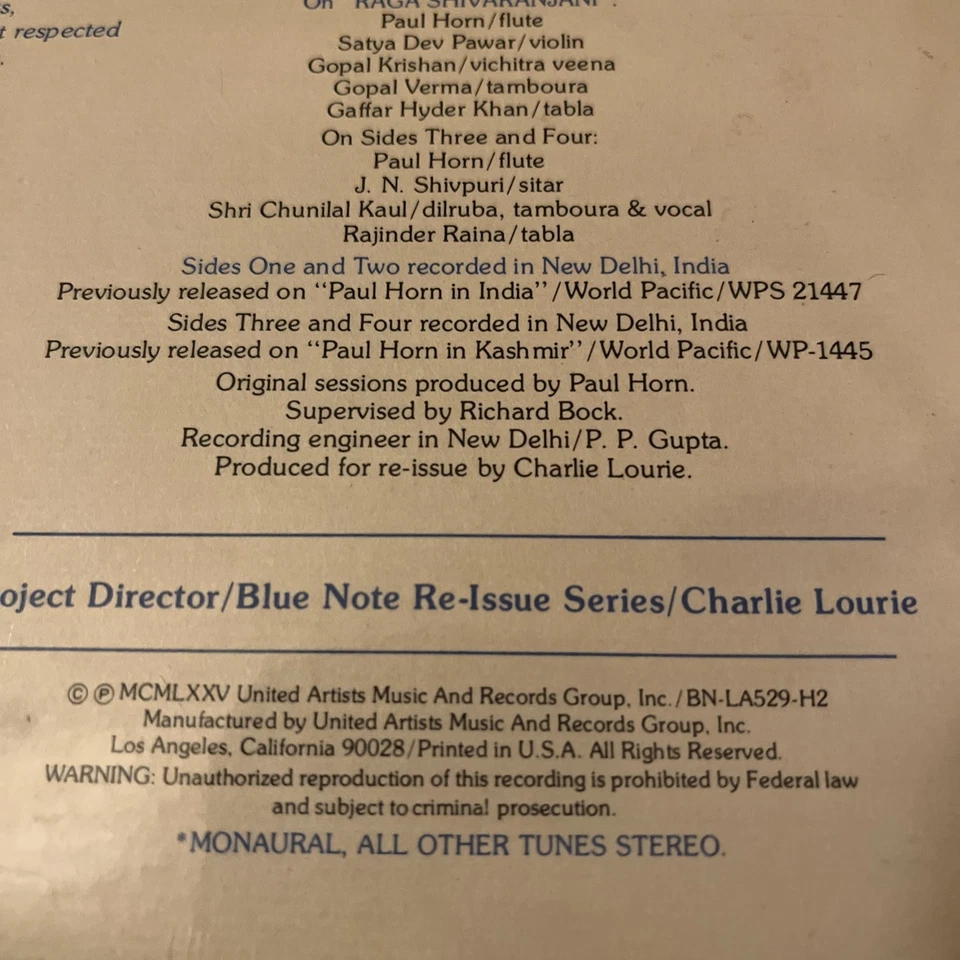 s,
t respected
On "RAGA SHIVARANJANI":
Paul Horn/flute
Satya Dev Pawar/violin
Gopal Krishan/vichitra veena
Gopal Verma/tamboura
Gaffar Hyder Khan/tabla
On Sides Three and Four:
Paul Horn/flute
J. N. Shivpuri/sitar
Shri Chunilal Kaul/dilruba, tamboura & vocal
Rajinder Raina/tabla
Sides One and Two recorded in New Delhi, India
Previously released on "Paul Horn in India"/World Pacific/WPS 21447
Sides Three and Four recorded in New Delhi, India
Previously released on "Paul Horn in Kashmir"/World Pacific/WP-1445
Original sessions produced by Paul Horn.
Supervised by Richard Bock.
Recording engineer in New Delhi/P. P. Gupta.
Produced for re-issue by Charlie Lourie.
oject Director/Blue Note Re-Issue Series/Charlie Lourie
© ℗ MCMLXXV United Artists Music And Records Group, Inc./BN-LA529-H2
Manufactured by United Artists Music And Records Group, Inc.
Los Angeles, California 90028/Printed in U.S.A. All Rights Reserved.
WARNING: Unauthorized reproduction of this recording is prohibited by Federal law
and subject to criminal prosecution.
*MONAURAL, ALL OTHER TUNES STEREO.